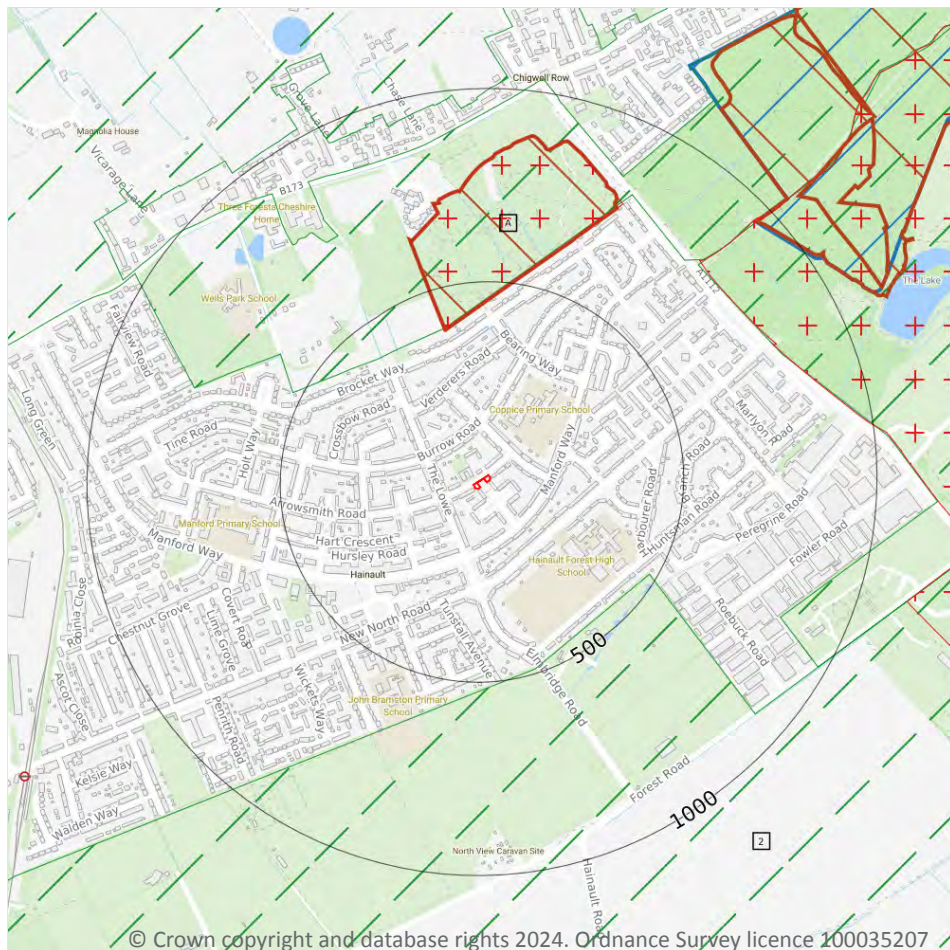 Chigwell Row
Grove Lane
Chase Lane
Magnolia House
Vicarage Lane
B173
Three Forests Cheshire
Home
A
A1112
The Lake
Wells Park School
Fairview Road
Bearing Way
Brocket Way
Verderers Road
Long Green
Crossbow Road
Coppice Primary School
Marlyon Road
Tine Road
Holt Way
Burrow Road
Manford Way
The Lowe
Arrowsmith Road
Manford Primary School
Manford Way
Hart Crescent
Hursley Road
Hainault
Hainault Forest High
School
Huntsman Road
Peregrine Road
Fowler Road
Roebuck Road
Chestnut Grove
Covert Road
Lime Grove
New North Road
Tunstall Avenue
500
Elmbridge Road
Wickets Way
John Bramston Primary
School
Ascot Close
Penrith Road
Kelsie Way
Walden Way
Forest Road
1000
2
North View Caravan Site
Hainault Road
© Crown copyright and database rights 2024. Ordnance Survey licence 100035207